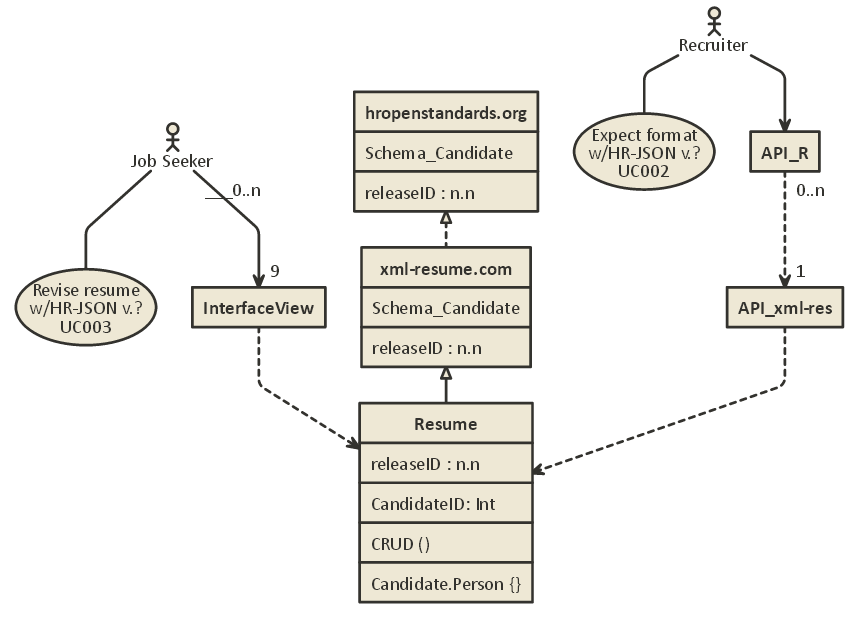 Recruiter
hropenstandards.org
Schema_Candidate
releaseID : n.n
Expect format
w/HR-JSON v.?
UC002
API_R
0..n
Job Seeker
___0..n
xml-resume.com
Schema_Candidate
releaseID : n.n
Revise resume
w/HR-JSON v.?
UC003
9
InterfaceView
1
API_xml-res
Resume
releaseID : n.n
CandidateID: Int
CRUD ()
Candidate.Person {}